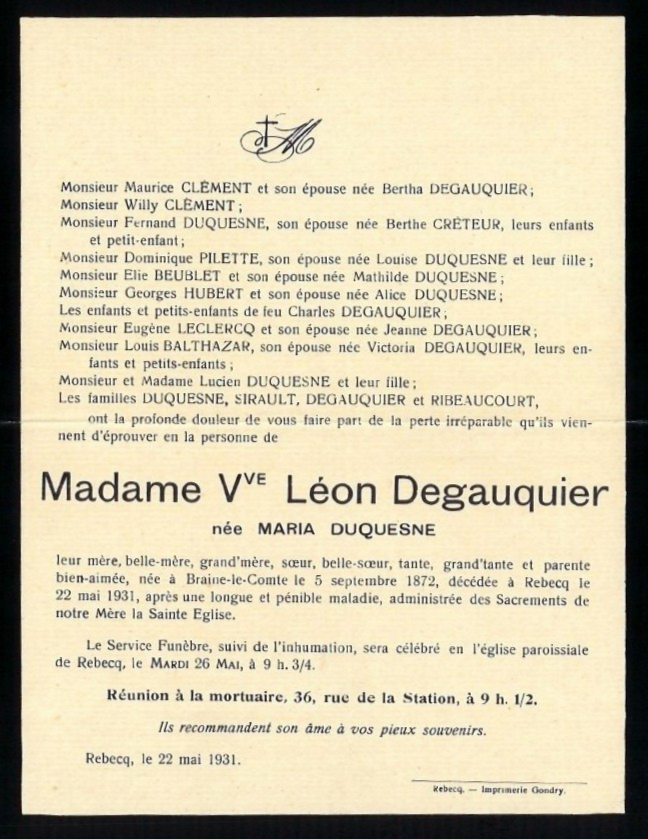 Monsieur Maurice CLÉMENT et son épouse née Bertha DEGAUQUIER;
Monsieur Willy CLÉMENT;
Monsieur Fernand DUQUESNE, son épouse née Berthe CRÉTEUR, leurs enfants
et petit-enfant;
Monsieur Dominique PILETTE, son épouse née Louise DUQUESNE et leur fille;
Monsieur Elie BEUBLET et son épouse née Mathilde DUQUESNE;
Monsieur Georges HUBERT et son épouse née Alice DUQUESNE;
Les enfants et petits-enfants de feu Charles DEGAUQUIER;
Monsieur Eugène LECLERCQ et son épouse née Jeanne DEGAUQUIER;
Monsieur Louis BALTHAZAR, son épouse née Victoria DEGAUQUIER, leurs en-
fants et petits-enfants;
Monsieur et Madame Lucien DUQUESNE et leur fille;
Les familles DUQUESNE, SIRAULT, DEGAUQUIER et RIBEAUCOURT,
ont la profonde douleur de vous faire part de la perte irréparable qu'ils vien-
nent d'éprouver en la personne de
Madame Vve Léon Degauquier
née MARIA DUQUESNE
leur mère, belle-mère, grand'mère, sœur, belle-sœur, tante, grand'tante et parente
bien-aimée, née à Braine-le-Comte le 5 septembre 1872, décédée à Rebecq le
22 mai 1931, après une longue et pénible maladie, administrée des Sacrements de
notre Mère la Sainte Eglise.
Le Service Funèbre, suivi de l'inhumation, sera célébré en l'église paroissiale
de Rebecq, le MARDI 26 MAI, à 9 h. 3/4.
Réunion à la mortuaire, 36, rue de la Station, à 9 h. 1/2.
Ils recommandent son âme à vos pieux souvenirs.
Rebecq, le 22 mai 1931.
Rebecq. — Imprimerie Gondry.